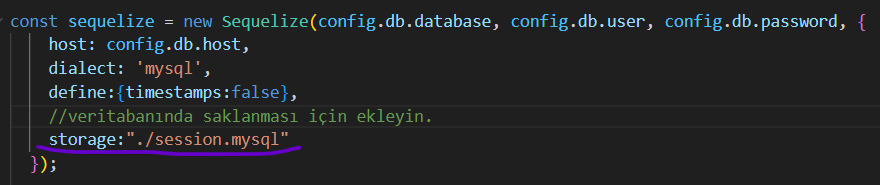 const sequelize = new Sequelize(config.db.database, config.db.user, config.db.password, {
host: config.db.host,
dialect: 'mysql',
define:{timestamps:false},
//veritabanında saklanması için ekleyin.
storage:"./session.mysql"
});